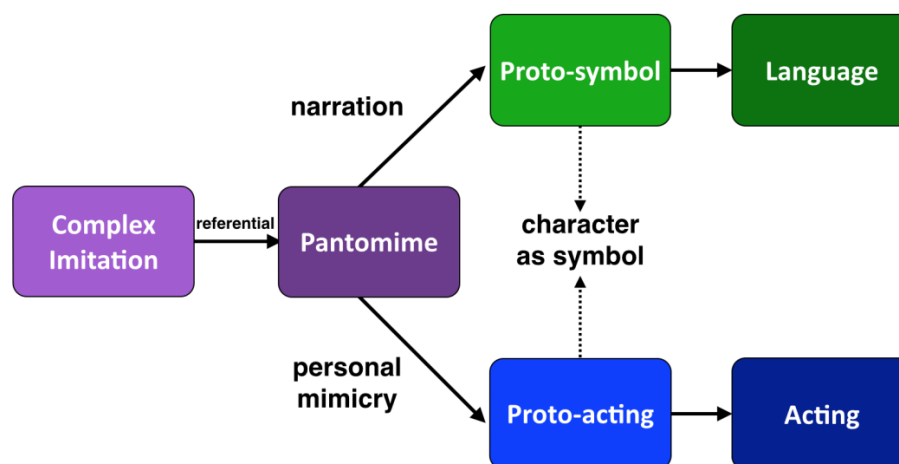 Proto-symbol
Language
narration
Complex
Imitation
referential
Pantomime
character
as symbol
personal
mimicry
Proto-acting
Acting